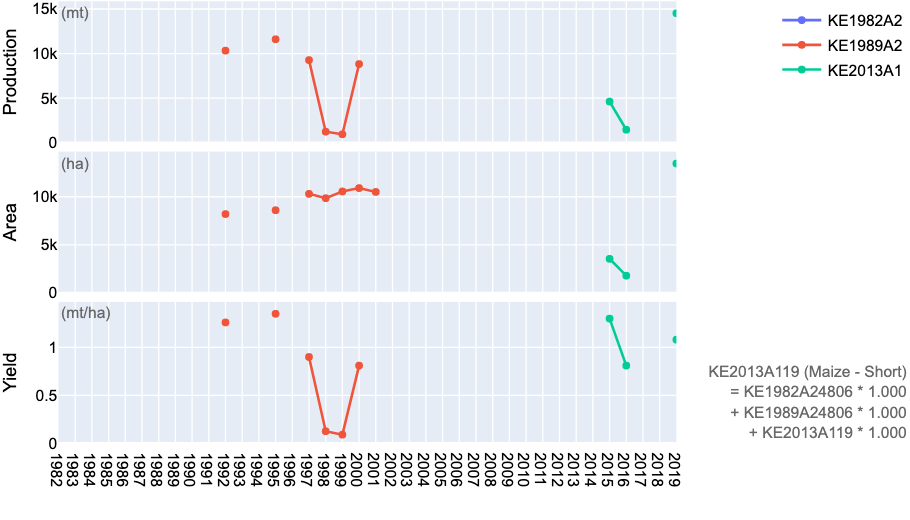 15k
(mt)
10k
5k
0
Production
KE1982A2
KE1989A2
KE2013A1
(ha)
10k
5k
0
Area
(mt/ha)
1
0.5
0
Yield
KE2013A119 (Maize - Short)
= KE1982A24806 * 1.000
+ KE1989A24806 * 1.000
+ KE2013A119 * 1.000
1982
1983
1984
1985
1986
1987
1988
1989
1990
1991
1992
1993
1994
1995
1996
1997
1998
1999
2000
2001
2002
2003
2004
2005
2006
2007
2008
2009
2010
2011
2012
2013
2014
2015
2016
2017
2018
2019